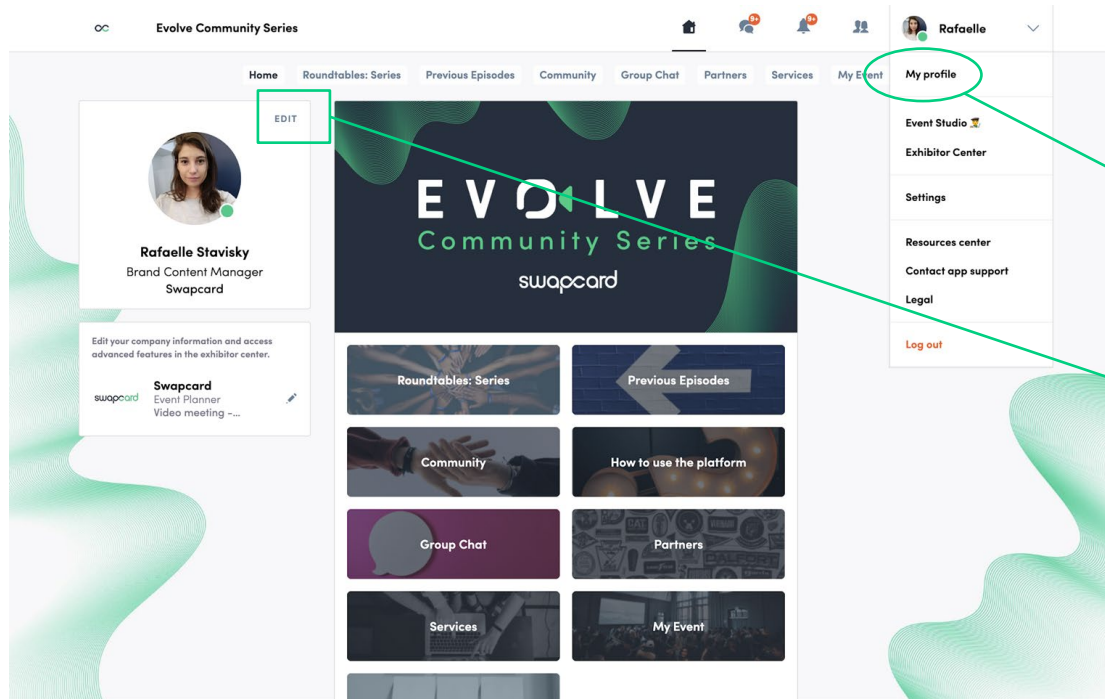 Evolve Community Series
9+
9+
Rafaelle
Home
Roundtables: Series
Previous Episodes
Community
Group Chat
Partners
Services
My Event
My profile
Event Studio
Exhibitor Center
Settings
Resources center
Contact app support
Legal
Log out
EDIT
Rafaelle Stavisky
Brand Content Manager
Swapcard
Edit your company information and access
advanced features in the exhibitor center.
swapcard
Swapcard
Event Planner
Video meeting -...
EVOLVE
Community Series
swapcard
Roundtables: Series
Previous Episodes
Community
How to use the platform
Group Chat
Partners
Services
My Event